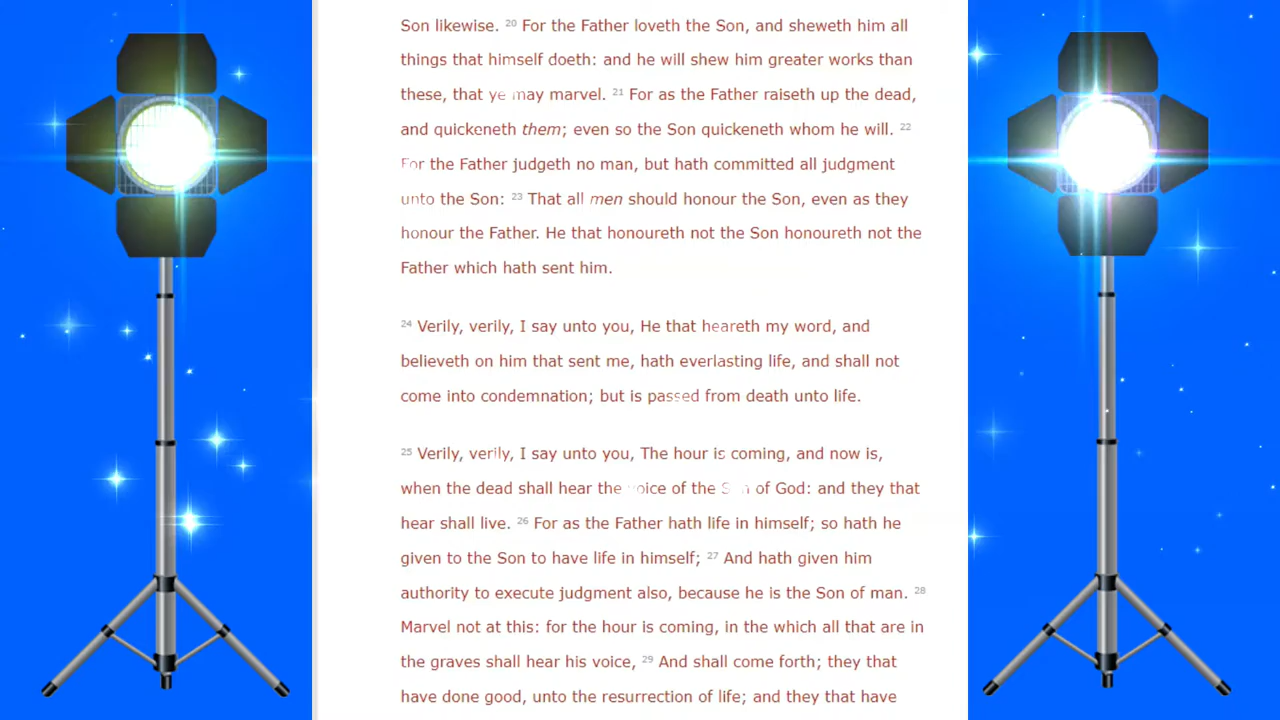 Son likewise. 20 For the Father loveth the Son, and sheweth him all
things that himself doeth: and he will shew him greater works than
these, that ye may marvel. 21 For as the Father raiseth up the dead,
and quickeneth them; even so the Son quickeneth whom he will. 22
For the Father judgeth no man, but hath committed all judgment
unto the Son: 23 That all men should honour the Son, even as they
honour the Father. He that honoureth not the Son honoureth not the
Father which hath sent him.
24 Verily, verily, I say unto you, He that heareth my word, and
believeth on him that sent me, hath everlasting life, and shall not
come into condemnation; but is passed from death unto life.
25 Verily, verily, I say unto you, The hour is coming, and now is,
when the dead shall hear the voice of the Son of God: and they that
hear shall live. 26 For as the Father hath life in himself; so hath he
given to the Son to have life in himself; 27 And hath given him
authority to execute judgment also, because he is the Son of man. 28
Marvel not at this: for the hour is coming, in the which all that are in
the graves shall hear his voice, 29 And shall come forth; they that
have done good, unto the resurrection of life; and they that have